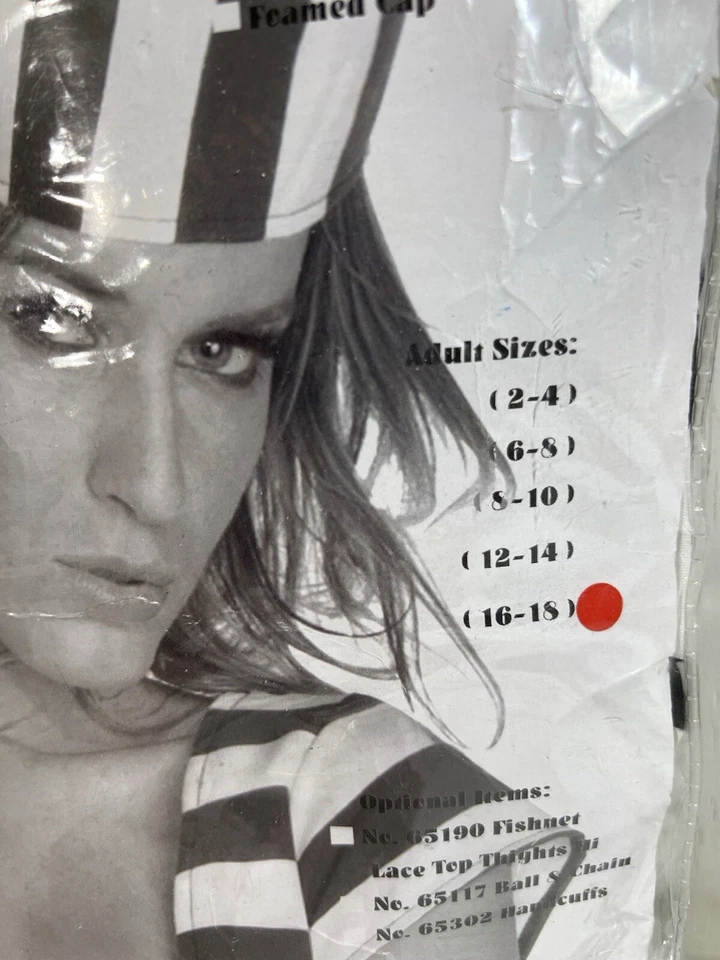 Foamed Cap
Adult Sizes:
( 2-4 )
( 6-8 )
( 8-10 )
( 12-14 )
( 16-18 )
Optional Items:
No. 65190 Fishnet
Lace Top Thights
No. 65117 Ball & Chain
No. 65302 Handcuffs